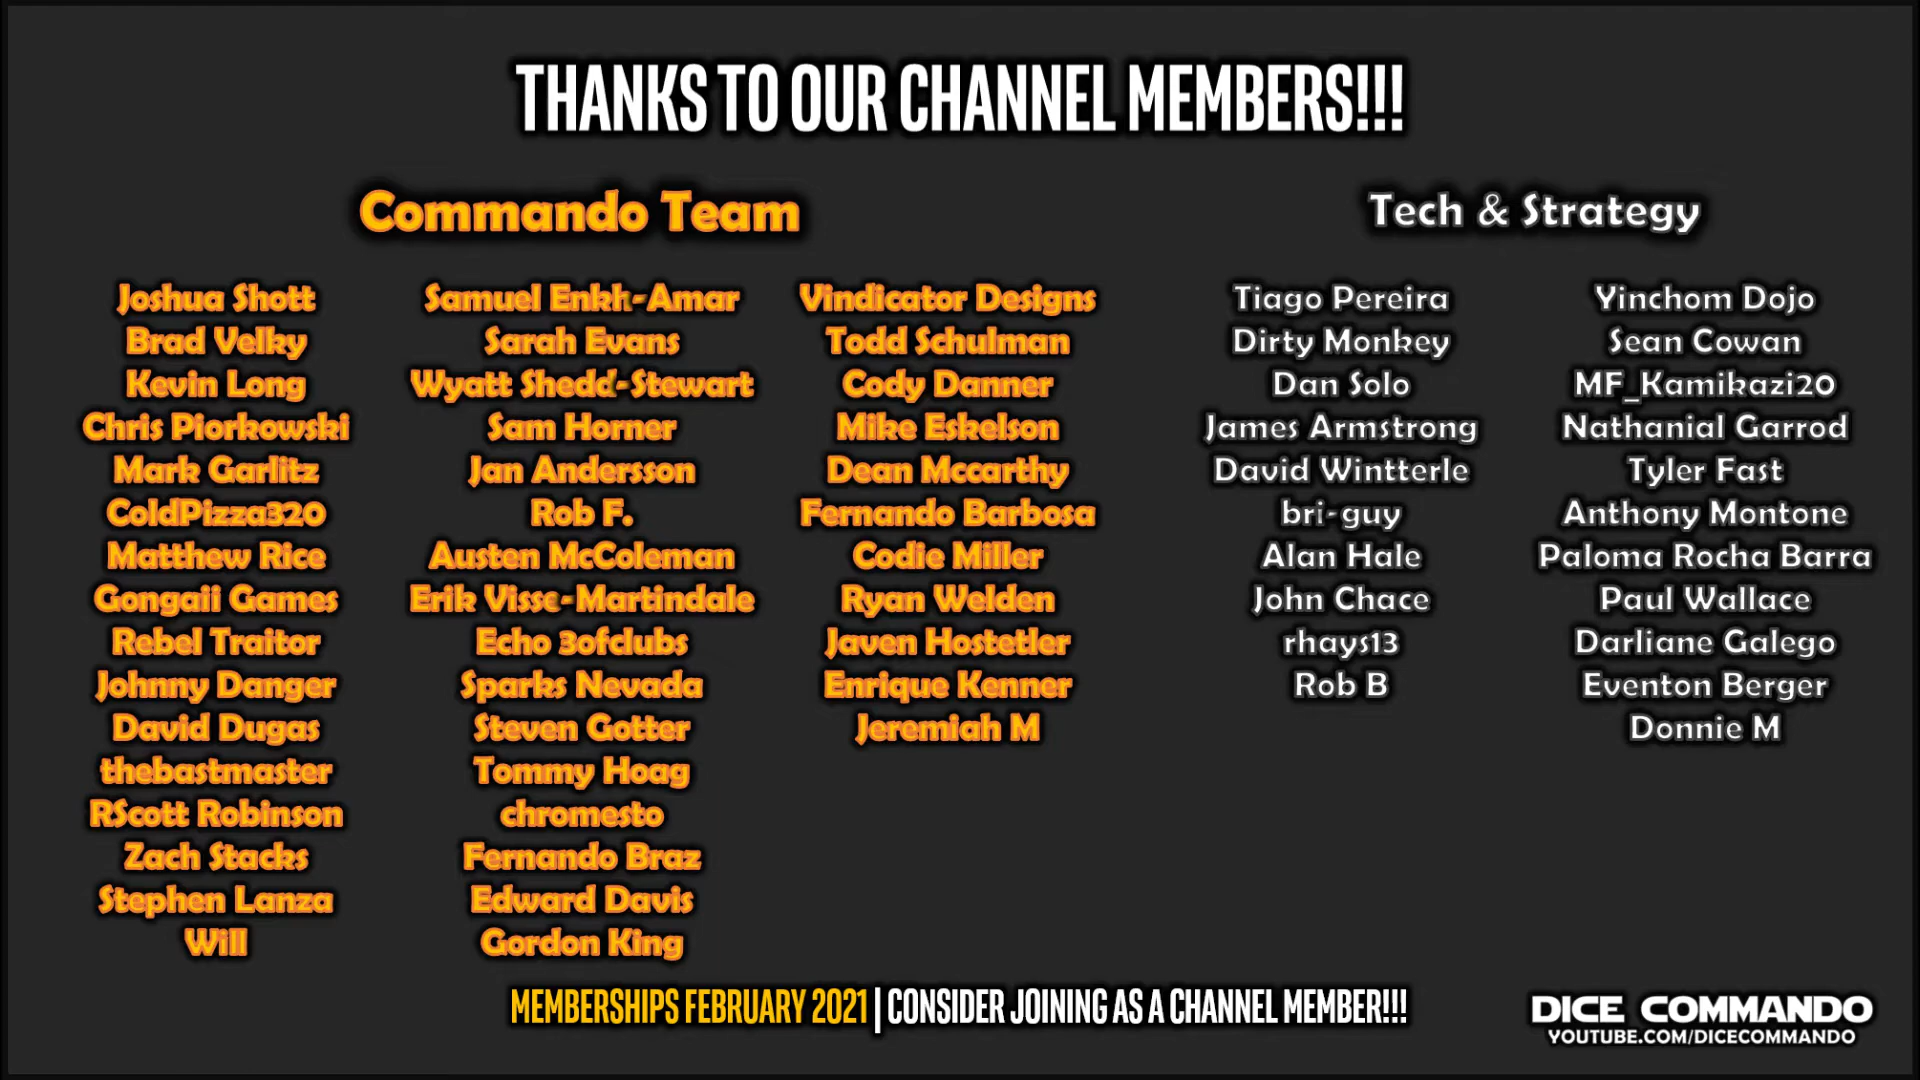 THANKS TO OUR CHANNEL MEMBERS!!!
Commando Team
Joshua Shott
Brad Velky
Kevin Long
Chris Piorkowski
Mark Garlitz
ColdPizza320
Matthew Rice
Gongaii Games
Rebel Traitor
Johnny Danger
David Dugas
thebastmaster
RScott Robinson
Zach Stacks
Stephen Lanza
Will
Samuel Enkh-Amar
Sarah Evans
Wyatt Shedd-Stewart
Sam Horner
Jan Andersson
Rob F.
Austen McColeman
Erik Visse-Martindale
Echo 3ofclubs
Sparks Nevada
Steven Gotter
Tommy Hoag
chromesto
Fernando Braz
Edward Davis
Gordon King
Vindicator Designs
Todd Schulman
Cody Danner
Mike Eskelson
Dean Mccarthy
Fernando Barbosa
Codie Miller
Ryan Welden
Javen Hostetler
Enrique Kenner
Jeremiah M
Tech & Strategy
Tiago Pereira
Dirty Monkey
Dan Solo
James Armstrong
David Wintterle
bri-guy
Alan Hale
John Chace
rhays13
Rob B
Yinchom Dojo
Sean Cowan
MF_Kamikazi20
Nathanial Garrod
Tyler Fast
Anthony Montone
Paloma Rocha Barra
Paul Wallace
Darliane Galego
Eventon Berger
Donnie M
MEMBERSHIPS FEBRUARY 2021 | CONSIDER JOINING AS A CHANNEL MEMBER!!!
DICE COMMANDO
YOUTUBE.COM/DICECOMMANDO